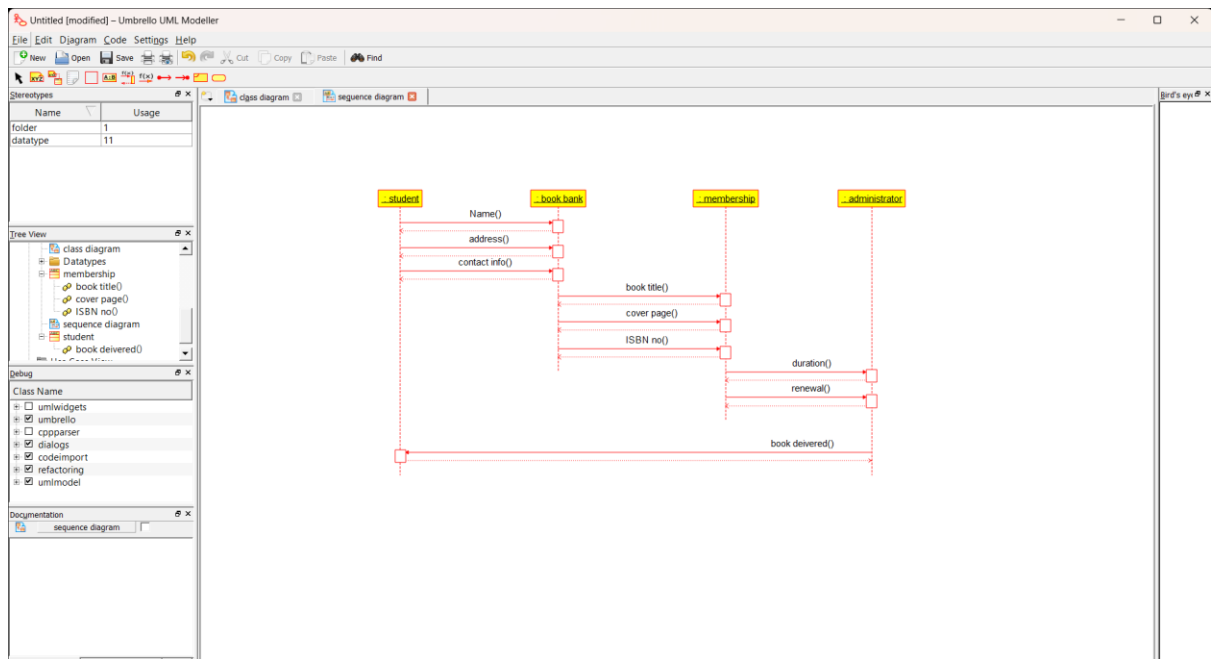 Untitled [modified] – Umbrello UML Modeller
File Edit Diagram Code Settings Help
New Open Save Cut Copy Paste Find
Stereotypes
Name Usage
folder 1
datatype 11
Tree View
class diagram
Datatypes
membership
book title()
cover page()
ISBN no()
sequence diagram
student
book deivered()
Debug
Class Name
umlwidgets
umbrello
cppparser
dialogs
codeimport
refactoring
umlmodel
Documentation
sequence diagram
class diagram sequence diagram
: student : book bank : membership : administrator
Name()
address()
contact info()
book title()
cover page()
ISBN no()
duration()
renewal()
book deivered()
Bird's eye